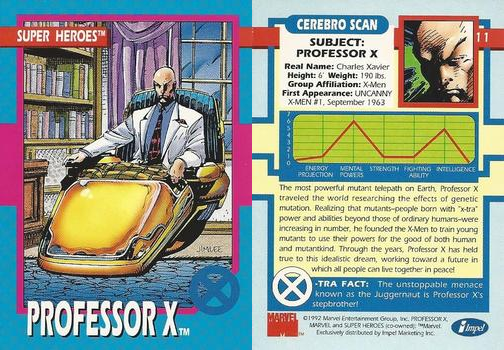 SUPER HEROES™
JIM LEE
PROFESSOR X™
CEREBRO SCAN
11
SUBJECT:
PROFESSOR X
Real Name: Charles Xavier
Height: 6' Weight: 190 lbs.
Group Affiliation: X-Men
First Appearance: UNCANNY
X-MEN #1, September 1963
7
6
5
4
3
2
1
0
ENERGY PROJECTION
MENTAL POWERS
STRENGTH
FIGHTING ABILITY
INTELLIGENCE
The most powerful mutant telepath on Earth, Professor X
traveled the world researching the effects of genetic
mutation. Realizing that mutants–people born with "x-tra"
power and abilities beyond those of ordinary humans–were
increasing in number, he founded the X-Men to train young
mutants to use their powers for the good of both human
and mutantkind. Through the years, Professor X has held
true to this idealistic dream, working toward a future in
which all people can live together in peace!
X-TRA FACT: The unstoppable menace
known as the Juggernaut is Professor X's
stepbrother!
MARVEL
©1992 Marvel Entertainment Group, Inc. PROFESSOR X,
MARVEL and SUPER HEROES (co-owned): ™Marvel.
Exclusively distributed by Impel Marketing Inc.
impel